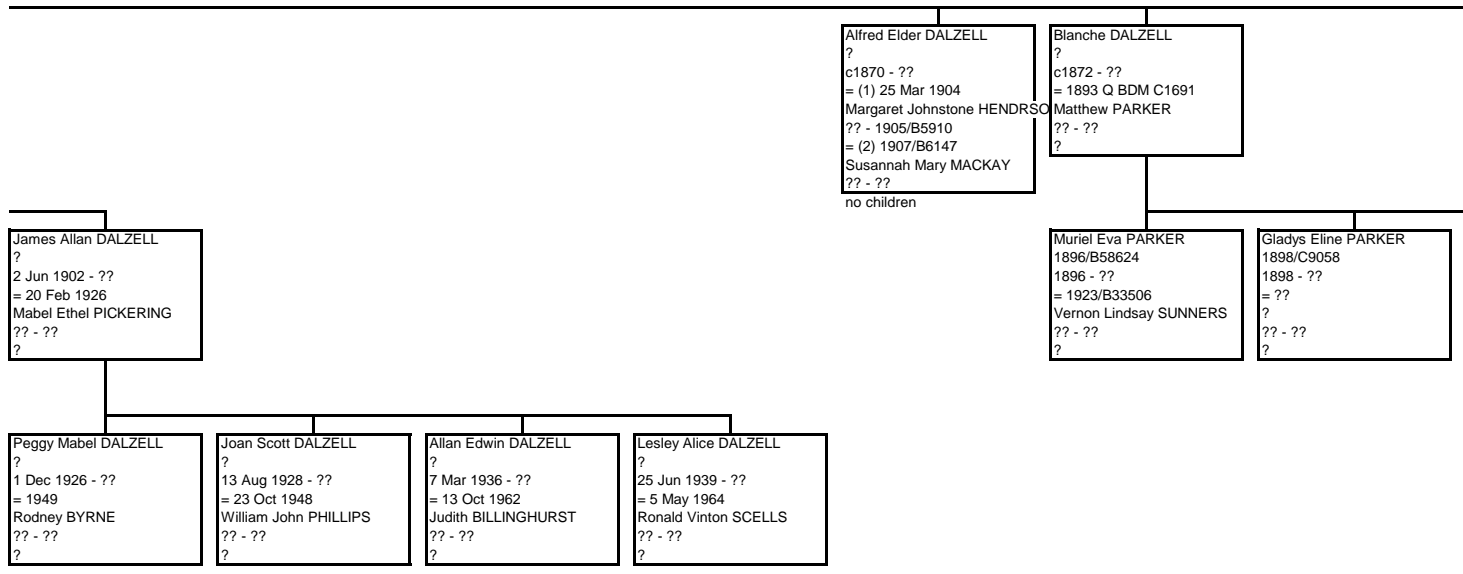 Alfred Elder DALZELL
?
c1870 - ??
= (1) 25 Mar 1904
Margaret Johnstone HENDRSO
?? - 1905/B5910
= (2) 1907/B6147
Susannah Mary MACKAY
?? - ??
no children
Blanche DALZELL
?
c1872 - ??
= 1893 Q BDM C1691
Matthew PARKER
?? - ??
?
James Allan DALZELL
?
2 Jun 1902 - ??
= 20 Feb 1926
Mabel Ethel PICKERING
?? - ??
?
Muriel Eva PARKER
1896/B58624
1896 - ??
= 1923/B33506
Vernon Lindsay SUNNERS
?? - ??
?
Gladys Eline PARKER
1898/C9058
1898 - ??
= ??
?
?? - ??
?
Peggy Mabel DALZELL
?
1 Dec 1926 - ??
= 1949
Rodney BYRNE
?? - ??
?
Joan Scott DALZELL
?
13 Aug 1928 - ??
= 23 Oct 1948
William John PHILLIPS
?? - ??
?
Allan Edwin DALZELL
?
7 Mar 1936 - ??
= 13 Oct 1962
Judith BILLINGHURST
?? - ??
?
Lesley Alice DALZELL
?
25 Jun 1939 - ??
= 5 May 1964
Ronald Vinton SCELLS
?? - ??
?